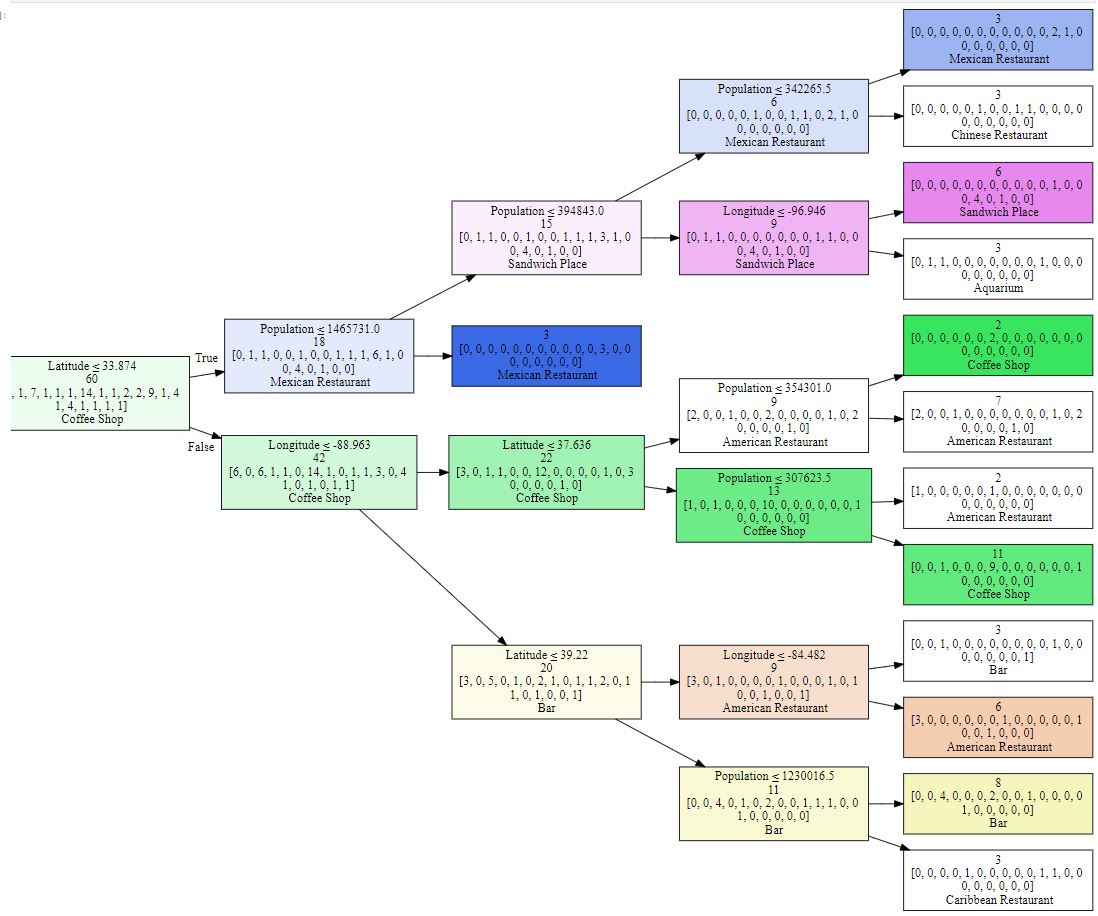 3
[0, 0, 0, 0, 0, 0, 0, 0, 0, 0, 0, 2, 1, 0
0, 0, 0, 0, 0, 0]
Mexican Restaurant
Population ≤ 342265.5
6
[0, 0, 0, 0, 0, 1, 0, 0, 1, 1, 0, 2, 1, 0
0, 0, 0, 0, 0, 0]
Mexican Restaurant
3
[0, 0, 0, 0, 0, 1, 0, 0, 1, 1, 0, 0, 0, 0
0, 0, 0, 0, 0, 0]
Chinese Restaurant
6
[0, 0, 0, 0, 0, 0, 0, 0, 0, 0, 0, 1, 0, 0
0, 4, 0, 1, 0, 0]
Sandwich Place
Population ≤ 394843.0
15
[0, 1, 1, 0, 0, 1, 0, 0, 1, 1, 1, 3, 1, 0
0, 4, 0, 1, 0, 0]
Sandwich Place
Longitude ≤ -96.946
9
[0, 1, 1, 0, 0, 0, 0, 0, 0, 0, 1, 1, 0, 0
0, 4, 0, 1, 0, 0]
Sandwich Place
3
[0, 1, 1, 0, 0, 0, 0, 0, 0, 0, 1, 0, 0, 0
0, 0, 0, 0, 0, 0]
Aquarium
Population ≤ 1465731.0
18
[0, 1, 1, 0, 0, 1, 0, 0, 1, 1, 1, 6, 1, 0
0, 4, 0, 1, 0, 0]
Mexican Restaurant
3
[0, 0, 0, 0, 0, 0, 0, 0, 0, 0, 0, 3, 0, 0
0, 0, 0, 0, 0, 0]
Mexican Restaurant
2
[0, 0, 0, 0, 0, 0, 2, 0, 0, 0, 0, 0, 0, 0
0, 0, 0, 0, 0, 0]
Coffee Shop
True
Latitude ≤ 33.874
60
, 1, 7, 1, 1, 1, 14, 1, 1, 2, 2, 9, 1, 4
1, 4, 1, 1, 1, 1]
Coffee Shop
False
Population ≤ 354301.0
9
[2, 0, 0, 1, 0, 0, 2, 0, 0, 0, 0, 1, 0, 2
0, 0, 0, 0, 1, 0]
American Restaurant
7
[2, 0, 0, 1, 0, 0, 0, 0, 0, 0, 0, 1, 0, 2
0, 0, 0, 0, 1, 0]
American Restaurant
Longitude ≤ -88.963
42
[6, 0, 6, 1, 1, 0, 14, 1, 0, 1, 1, 3, 0, 4
1, 0, 1, 0, 1, 1]
Coffee Shop
Latitude ≤ 37.636
22
[3, 0, 1, 1, 0, 0, 12, 0, 0, 0, 0, 1, 0, 3
0, 0, 0, 0, 1, 0]
Coffee Shop
Population ≤ 307623.5
13
[1, 0, 1, 0, 0, 0, 10, 0, 0, 0, 0, 0, 0, 1
0, 0, 0, 0, 0, 0]
Coffee Shop
2
[1, 0, 0, 0, 0, 0, 1, 0, 0, 0, 0, 0, 0, 0
0, 0, 0, 0, 0, 0]
American Restaurant
11
[0, 0, 1, 0, 0, 0, 9, 0, 0, 0, 0, 0, 0, 1
0, 0, 0, 0, 0, 0]
Coffee Shop
Latitude ≤ 39.22
20
[3, 0, 5, 0, 1, 0, 2, 1, 0, 1, 1, 2, 0, 1
1, 0, 1, 0, 0, 1]
Bar
Longitude ≤ -84.482
9
[3, 0, 1, 0, 0, 0, 0, 1, 0, 0, 0, 1, 0, 1
0, 0, 1, 0, 0, 1]
American Restaurant
3
[0, 0, 1, 0, 0, 0, 0, 0, 0, 0, 0, 1, 0, 0
0, 0, 0, 0, 0, 1]
Bar
6
[3, 0, 0, 0, 0, 0, 0, 1, 0, 0, 0, 0, 0, 1
0, 0, 1, 0, 0, 0]
American Restaurant
Population ≤ 1230016.5
11
[0, 0, 4, 0, 1, 0, 2, 0, 0, 1, 1, 1, 0, 0
1, 0, 0, 0, 0, 0]
Bar
8
[0, 0, 4, 0, 0, 0, 2, 0, 0, 1, 0, 0, 0, 0
1, 0, 0, 0, 0, 0]
Bar
3
[0, 0, 0, 0, 1, 0, 0, 0, 0, 0, 1, 1, 0, 0
0, 0, 0, 0, 0, 0]
Caribbean Restaurant